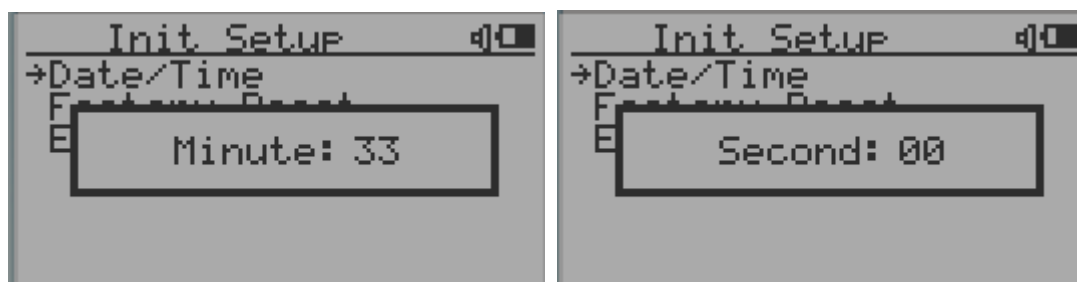 Init Setup
→Date/Time
Minute: 33
Init Setup
→Date/Time
Second: 00